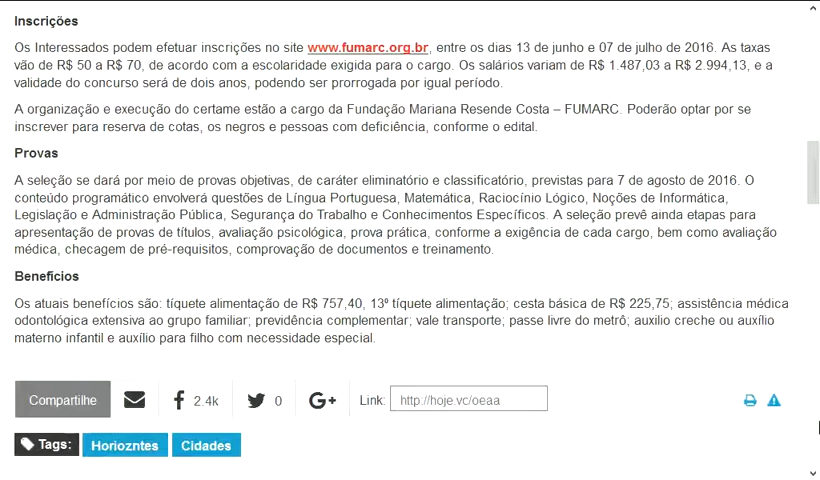 Inscrições
Os Interessados podem efetuar inscrições no site www.fumarc.org.br, entre os dias 13 de junho e 07 de julho de 2016. As taxas
vão de R$ 50 a R$ 70, de acordo com a escolaridade exigida para o cargo. Os salários variam de R$ 1.487,03 a R$ 2.994,13, e a
validade do concurso será de dois anos, podendo ser prorrogada por igual período.
A organização e execução do certame estão a cargo da Fundação Mariana Resende Costa – FUMARC. Poderão optar por se
inscrever para reserva de cotas, os negros e pessoas com deficiência, conforme o edital.
Provas
A seleção se dará por meio de provas objetivas, de caráter eliminatório e classificatório, previstas para 7 de agosto de 2016. O
conteúdo programático envolverá questões de Língua Portuguesa, Matemática, Raciocínio Lógico, Noções de Informática,
Legislação e Administração Pública, Segurança do Trabalho e Conhecimentos Específicos. A seleção prevê ainda etapas para
apresentação de provas de títulos, avaliação psicológica, prova prática, conforme a exigência de cada cargo, bem como avaliação
médica, checagem de pré-requisitos, comprovação de documentos e treinamento.
Benefícios
Os atuais benefícios são: tíquete alimentação de R$ 757,40, 13º tíquete alimentação; cesta básica de R$ 225,75; assistência médica
odontológica extensiva ao grupo familiar; previdência complementar; vale transporte; passe livre do metrô; auxilio creche ou auxílio
materno infantil e auxílio para filho com necessidade especial.
Compartilhe 2.4k 0 G+ Link: http://hoje.vc/oeaa
Tags: Horiozntes Cidades